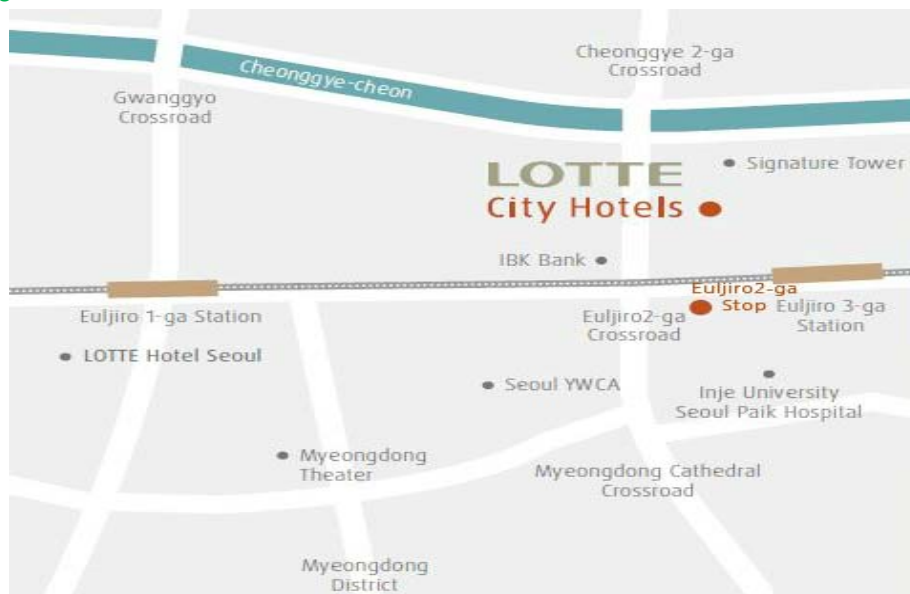 Cheonggye 2-ga
Crossroad
Cheonggye-cheon
Gwanggyo
Crossroad
Signature Tower
LOTTE
City Hotels
IBK Bank
Euljiro2-ga
Stop
Euljiro 1-ga Station
Euljiro2-ga
Crossroad
Euljiro 3-ga
Station
LOTTE Hotel Seoul
Seoul YWCA
Inje University
Seoul Paik Hospital
Myeongdong
Theater
Myeongdong Cathedral
Crossroad
Myeongdong
District